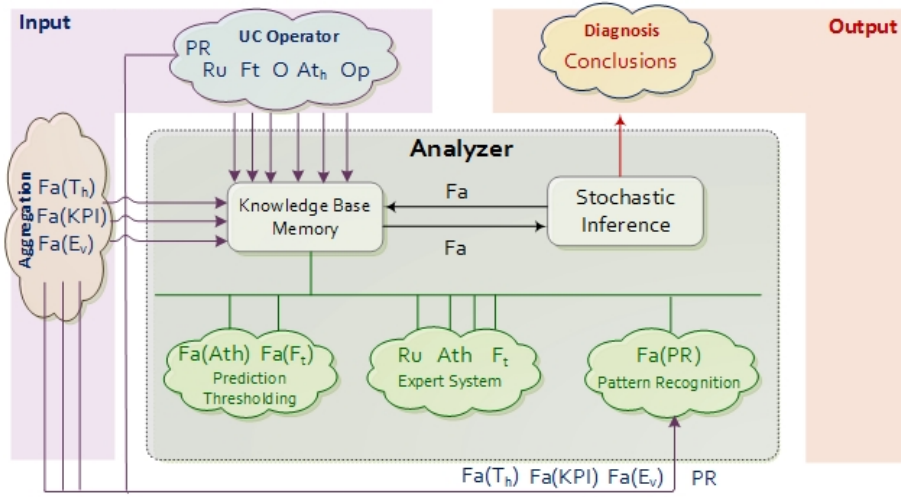 Input
UC Operator
PR
Ru Ft O Atₕ Op
Diagnosis
Conclusions
Output
Aggregation
Fa(Tₕ)
Fa(KPI)
Fa(Eᵥ)
Analyzer
Knowledge Base
Memory
Fa
Fa
Stochastic
Inference
Fa(Ath) Fa(Fₜ)
Prediction
Thresholding
Ru Ath Fₜ
Expert System
Fa(PR)
Pattern Recognition
Fa(Tₕ) Fa(KPI) Fa(Eᵥ) PR